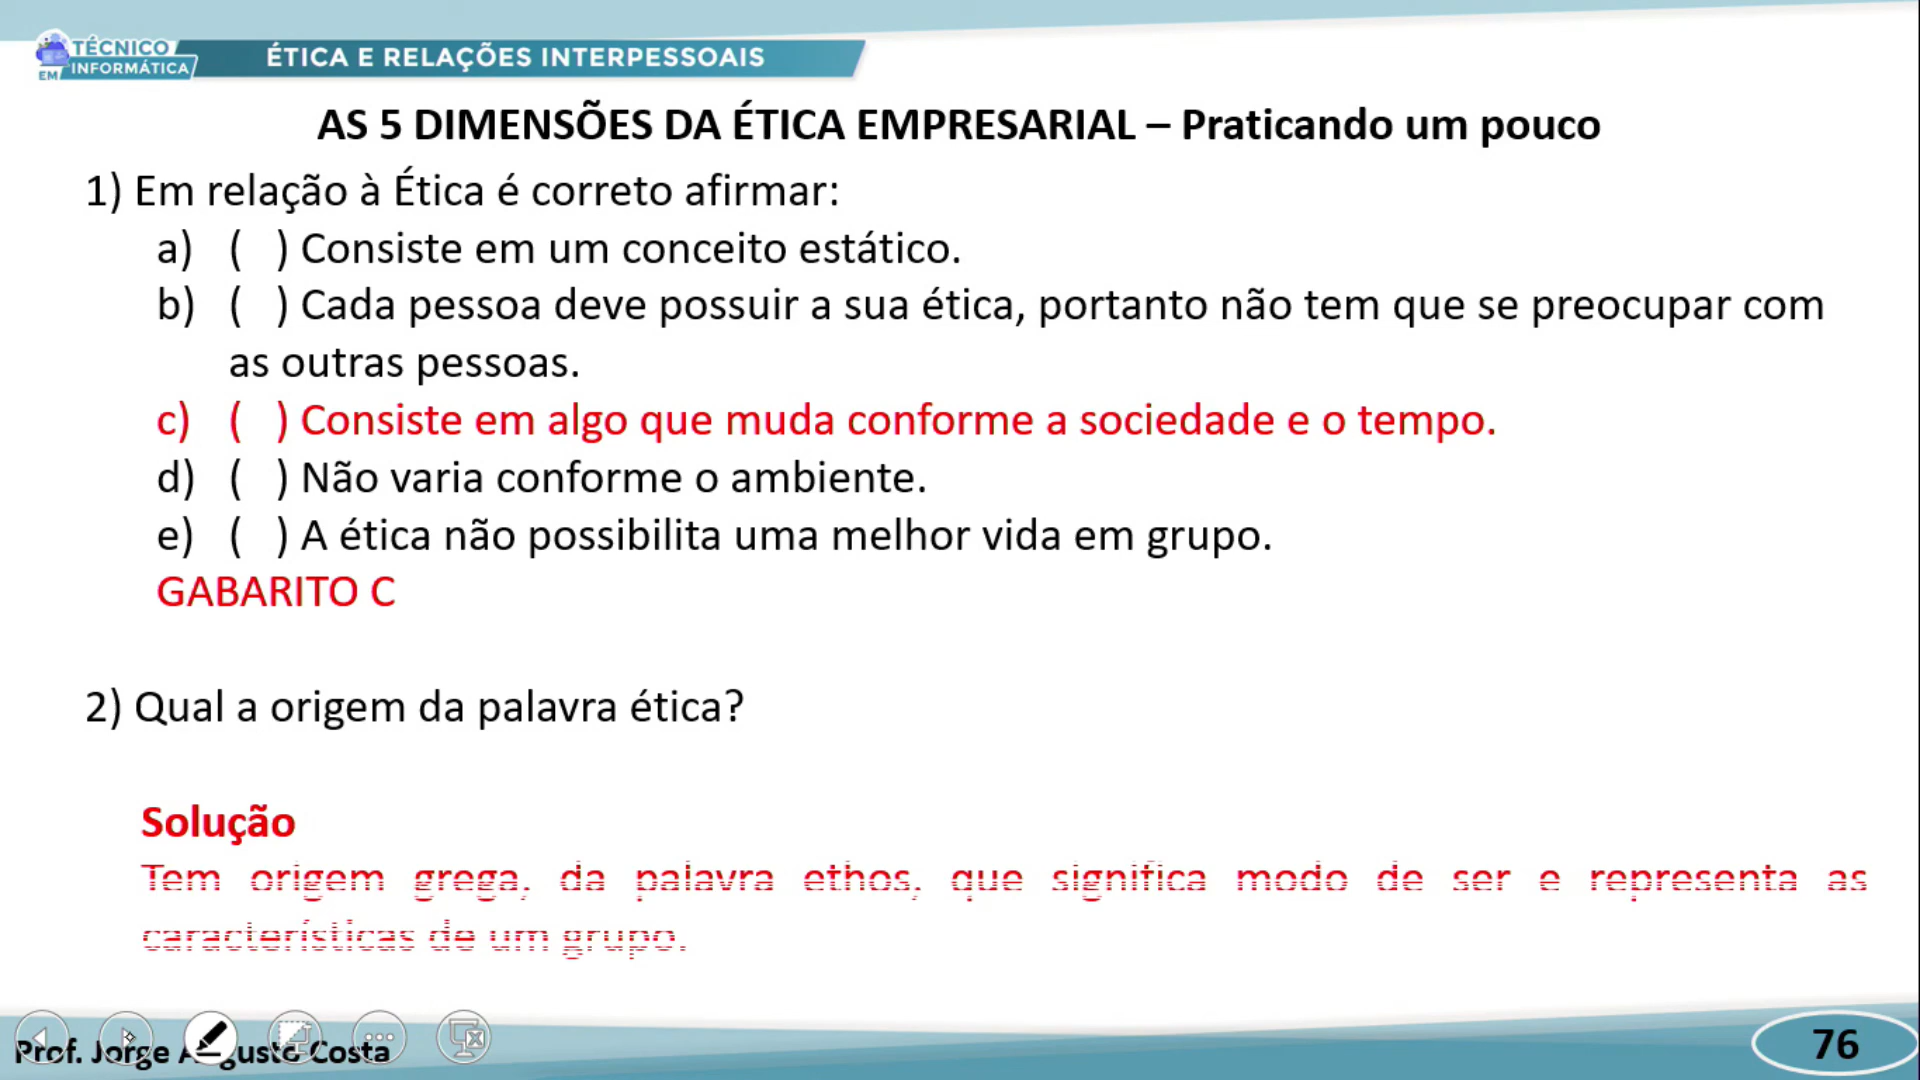 TÉCNICO
EM INFORMÁTICA
ÉTICA E RELAÇÕES INTERPESSOAIS
AS 5 DIMENSÕES DA ÉTICA EMPRESARIAL – Praticando um pouco
1) Em relação à Ética é correto afirmar:
a) ( ) Consiste em um conceito estático.
b) ( ) Cada pessoa deve possuir a sua ética, portanto não tem que se preocupar com
as outras pessoas.
c) ( ) Consiste em algo que muda conforme a sociedade e o tempo.
d) ( ) Não varia conforme o ambiente.
e) ( ) A ética não possibilita uma melhor vida em grupo.
GABARITO C
2) Qual a origem da palavra ética?
Solução
Tem origem grega, da palavra ethos, que significa modo de ser e representa as
características de um grupo.
Prof. Jorge Augusto Costa
76